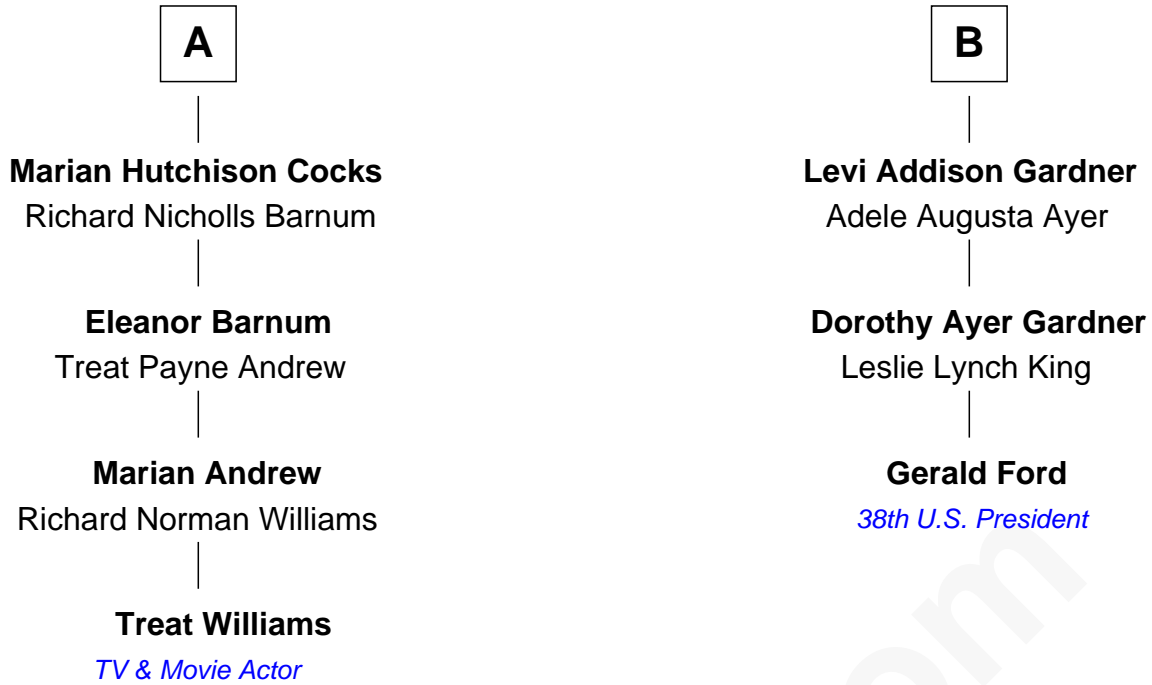 A
Marian Hutchison Cocks
Richard Nicholls Barnum
Eleanor Barnum
Treat Payne Andrew
Marian Andrew
Richard Norman Williams
Treat Williams
TV & Movie Actor
B
Levi Addison Gardner
Adele Augusta Ayer
Dorothy Ayer Gardner
Leslie Lynch King
Gerald Ford
38th U.S. President
om